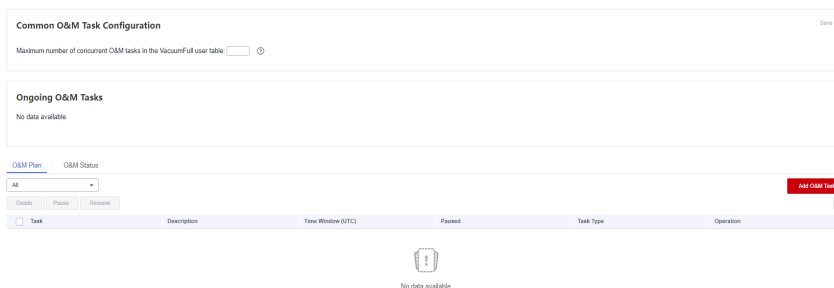 Common O&M Task Configuration
Save
Maximum number of concurrent O&M tasks in the VacuumFull user table:
Ongoing O&M Tasks
No data available.
O&M Plan O&M Status
All
Add O&M Task
Delete Pause Resume
Task Description Time Window (UTC) Paused Task Type Operation
No data available.